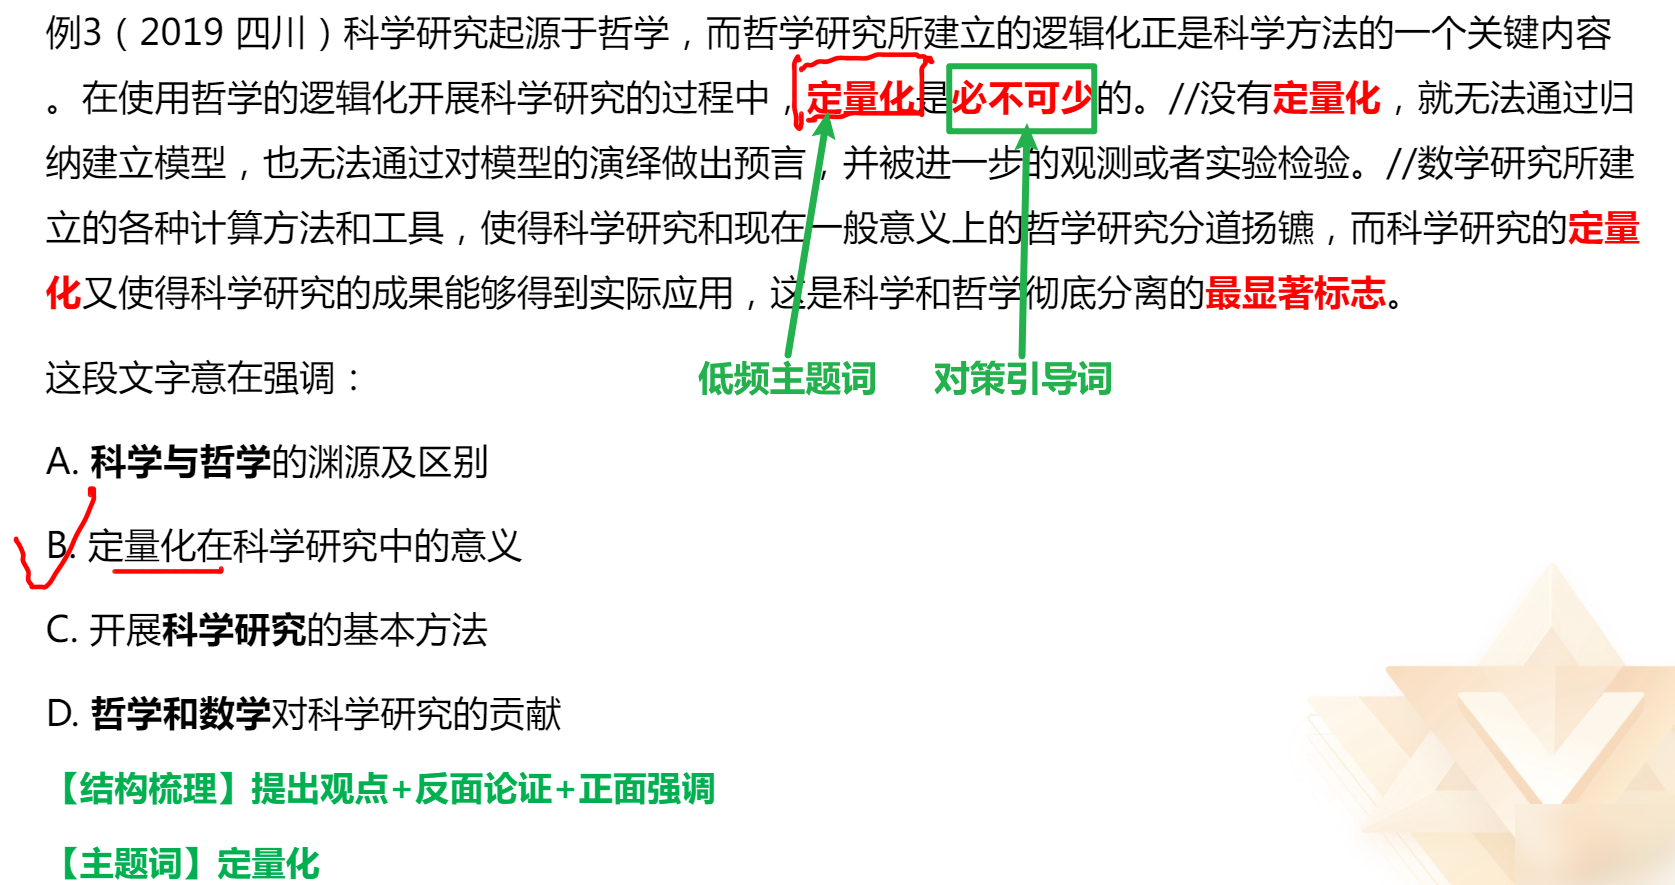 例3（2019 四川）科学研究起源于哲学，而哲学研究所建立的逻辑化正是科学方法的一个关键内容
。在使用哲学的逻辑化开展科学研究的过程中，定量化是必不可少的。//没有定量化，就无法通过归
纳建立模型，也无法通过对模型的演绎做出预言，并被进一步的观测或者实验检验。//数学研究所建
立的各种计算方法和工具，使得科学研究和现在一般意义上的哲学研究分道扬镳，而科学研究的定量
化又使得科学研究的成果能够得到实际应用，这是科学和哲学彻底分离的最显著标志。
这段文字意在强调：
低频主题词 对策引导词
A. 科学与哲学的渊源及区别
B. 定量化在科学研究中的意义
C. 开展科学研究的基本方法
D. 哲学和数学对科学研究的贡献
【结构梳理】提出观点+反面论证+正面强调
【主题词】定量化